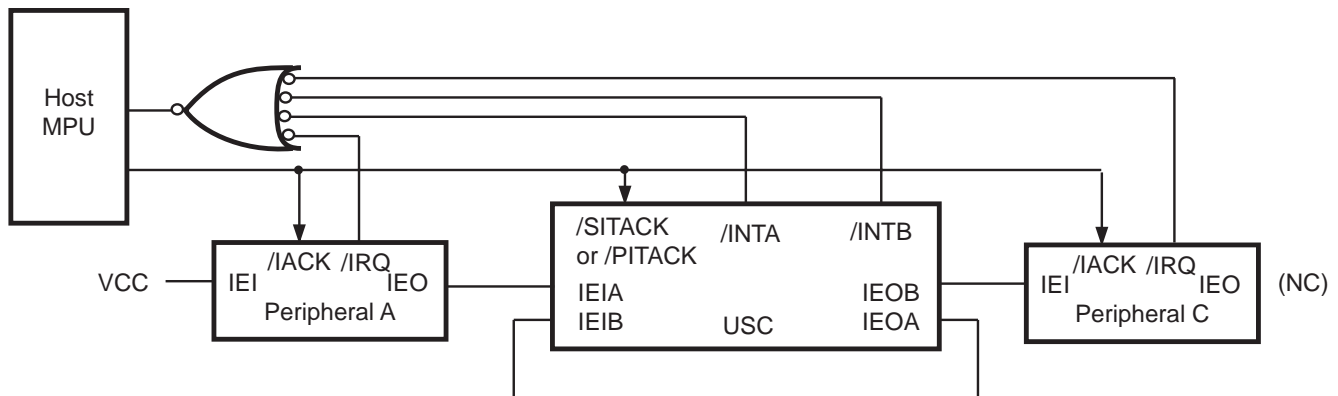 Host
MPU
/SITACK
or /PITACK
/INTA
/INTB
VCC
IEI
/IACK
/IRQ
IEO
Peripheral A
IEIA
IEIB
USC
IEOB
IEOA
IEI
/IACK
/IRQ
IEO
Peripheral C
(NC)